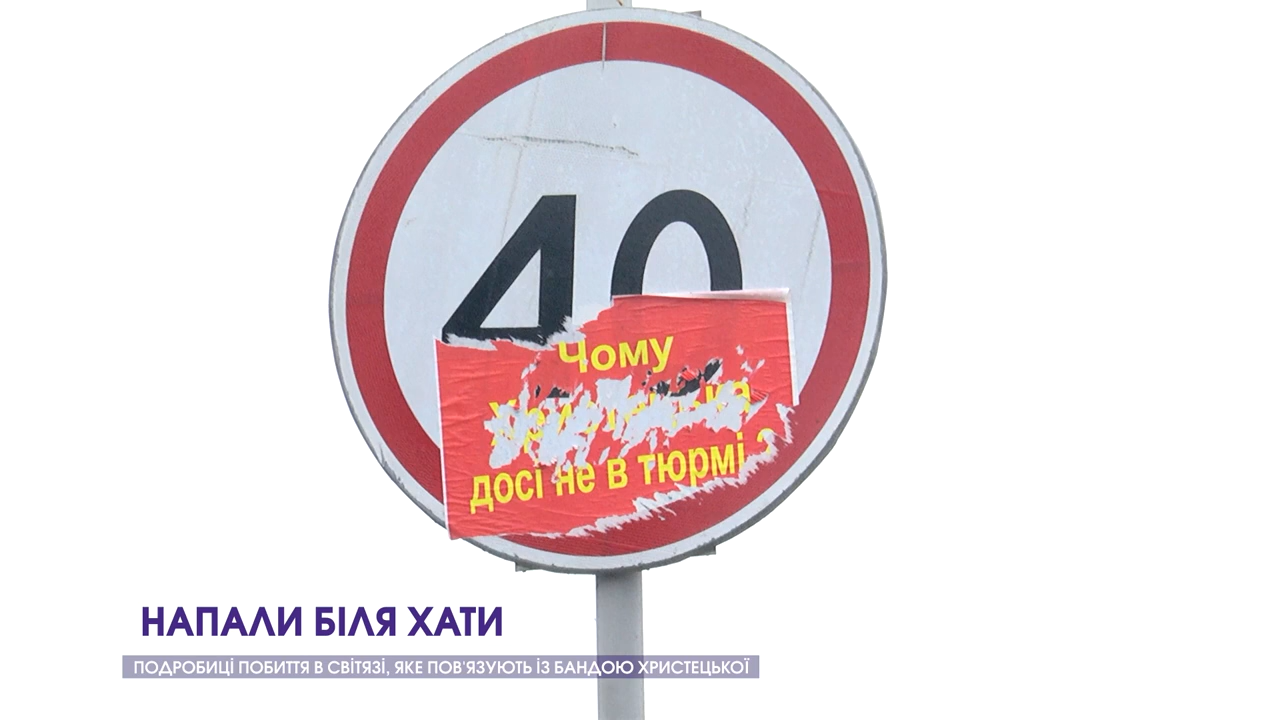 40
Чому
досі не в тюрмі ?
НАПАЛИ БІЛЯ ХАТИ
ПОДРОБИЦІ ПОБИТТЯ В СВІТЯЗІ, ЯКЕ ПОВ'ЯЗУЮТЬ ІЗ БАНДОЮ ХРИСТЕЦЬКОЇ